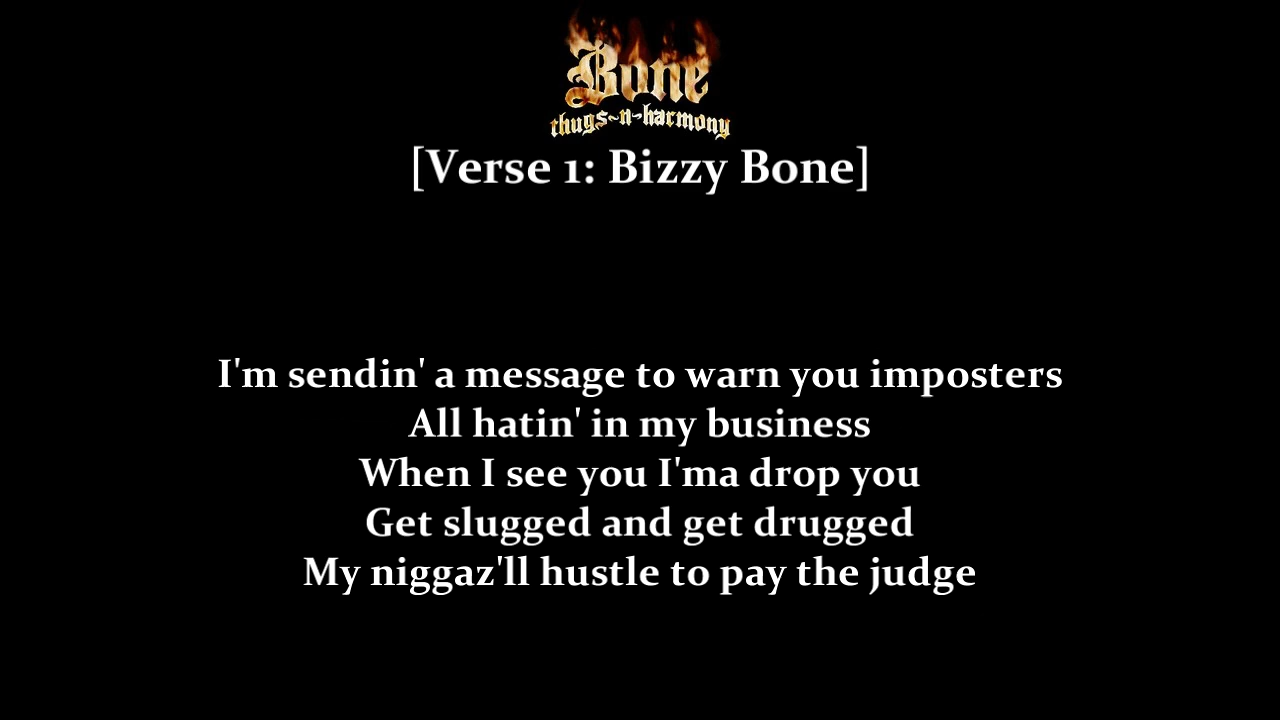 Bone
thugs~n~harmony
[Verse 1: Bizzy Bone]
I'm sendin' a message to warn you imposters
All hatin' in my business
When I see you I'ma drop you
Get slugged and get drugged
My niggaz'll hustle to pay the judge